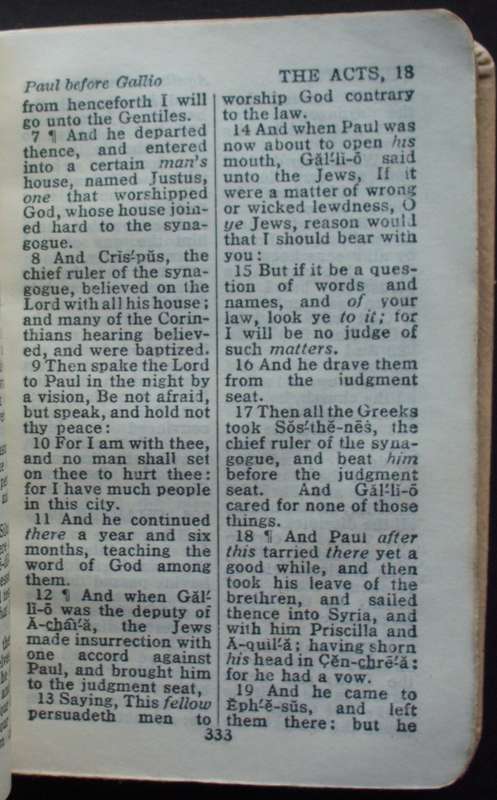 Paul before Gallio
THE ACTS, 18
from henceforth I will
go unto the Gentiles.
7 ¶ And he departed
thence, and entered
into a certain man's
house, named Justus,
one that worshipped
God, whose house join-
ed hard to the syna-
gogue.
8 And Crĭs´-pŭs, the
chief ruler of the syna-
gogue, believed on the
Lord with all his house;
and many of the Corin-
thians hearing believ-
ed, and were baptized.
9 Then spake the Lord
to Paul in the night by
a vision, Be not afraid,
but speak, and hold not
thy peace:
10 For I am with thee,
and no man shall set
on thee to hurt thee:
for I have much people
in this city.
11 And he continued
there a year and six
months, teaching the
word of God among
them.
12 ¶ And when Găl´-
lĭ-ō was the deputy of
Ā-chāi´-ȧ, the Jews
made insurrection with
one accord against
Paul, and brought him
to the judgment seat,
13 Saying, This fellow
persuadeth men to
worship God contrary
to the law.
14 And when Paul was
now about to open his
mouth, Găl´-lĭ-ō said
unto the Jews, If it
were a matter of wrong
or wicked lewdness, O
ye Jews, reason would
that I should bear with
you:
15 But if it be a ques-
tion of words and
names, and of your
law, look ye to it; for
I will be no judge of
such matters.
16 And he drave them
from the judgment
seat.
17 Then all the Greeks
took Sŏs´-thĕ-nēs̄, the
chief ruler of the syna-
gogue, and beat him
before the judgment
seat. And Găl´-lĭ-ō
cared for none of those
things.
18 ¶ And Paul after
this tarried there yet a
good while, and then
took his leave of the
brethren, and sailed
thence into Syria, and
with him Priscilla and
Ā-quĭl´-ȧ; having shorn
his head in Çĕn-chrē´-ȧ:
for he had a vow.
19 And he came to
Ĕph´-ĕ-sŭs, and left
them there: but he
333